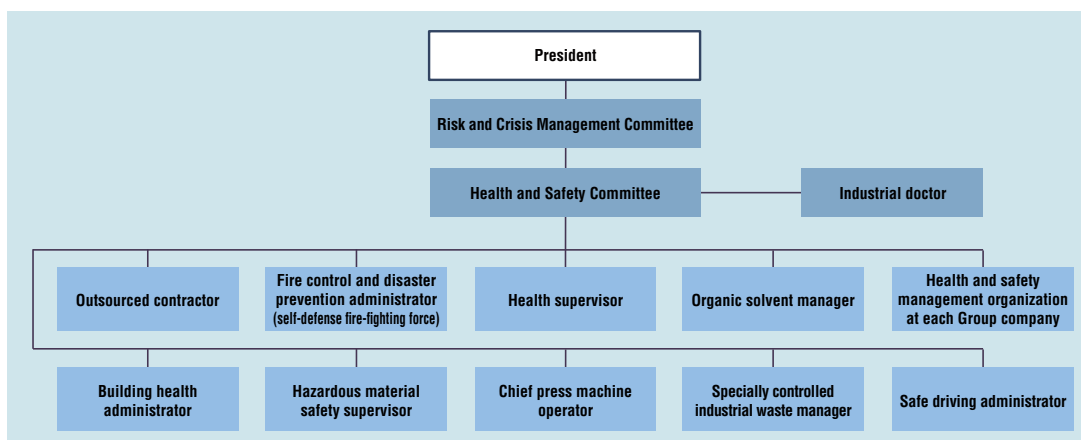 President
Risk and Crisis Management Committee
Health and Safety Committee
Industrial doctor
Outsourced contractor
Fire control and disaster
prevention administrator
(self-defense fire-fighting force)
Health supervisor
Organic solvent manager
Health and safety
management organization
at each Group company
Building health
administrator
Hazardous material
safety supervisor
Chief press machine
operator
Specially controlled
industrial waste manager
Safe driving administrator